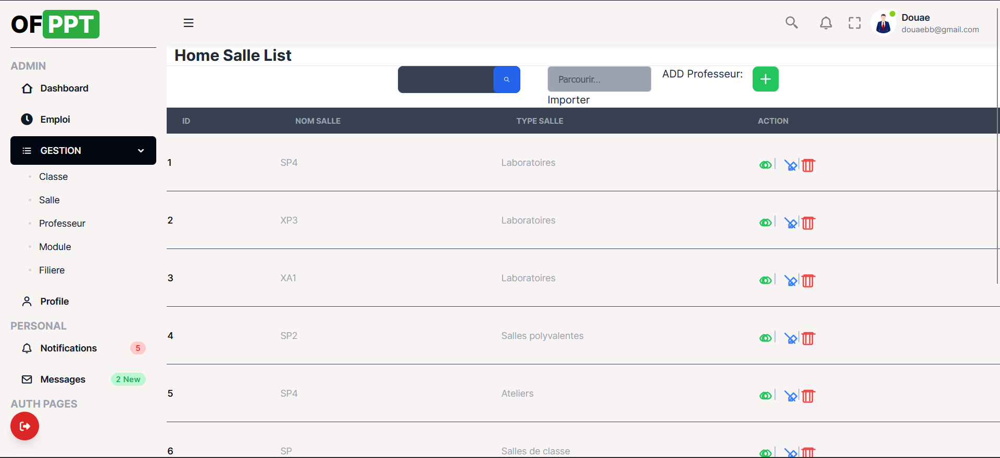 OFPPT
Douae
douaebb@gmail.com
ADMIN
Dashboard
Emploi
GESTION
Classe
Salle
Professeur
Module
Filiere
Profile
PERSONAL
Notifications 5
Messages 2 New
AUTH PAGES
Home Salle List
Parcourir... ADD Professeur:
Importer
ID NOM SALLE TYPE SALLE ACTION
1 SP4 Laboratoires
2 XP3 Laboratoires
3 XA1 Laboratoires
4 SP2 Salles polyvalentes
5 SP4 Ateliers
6 SP Salles de classe